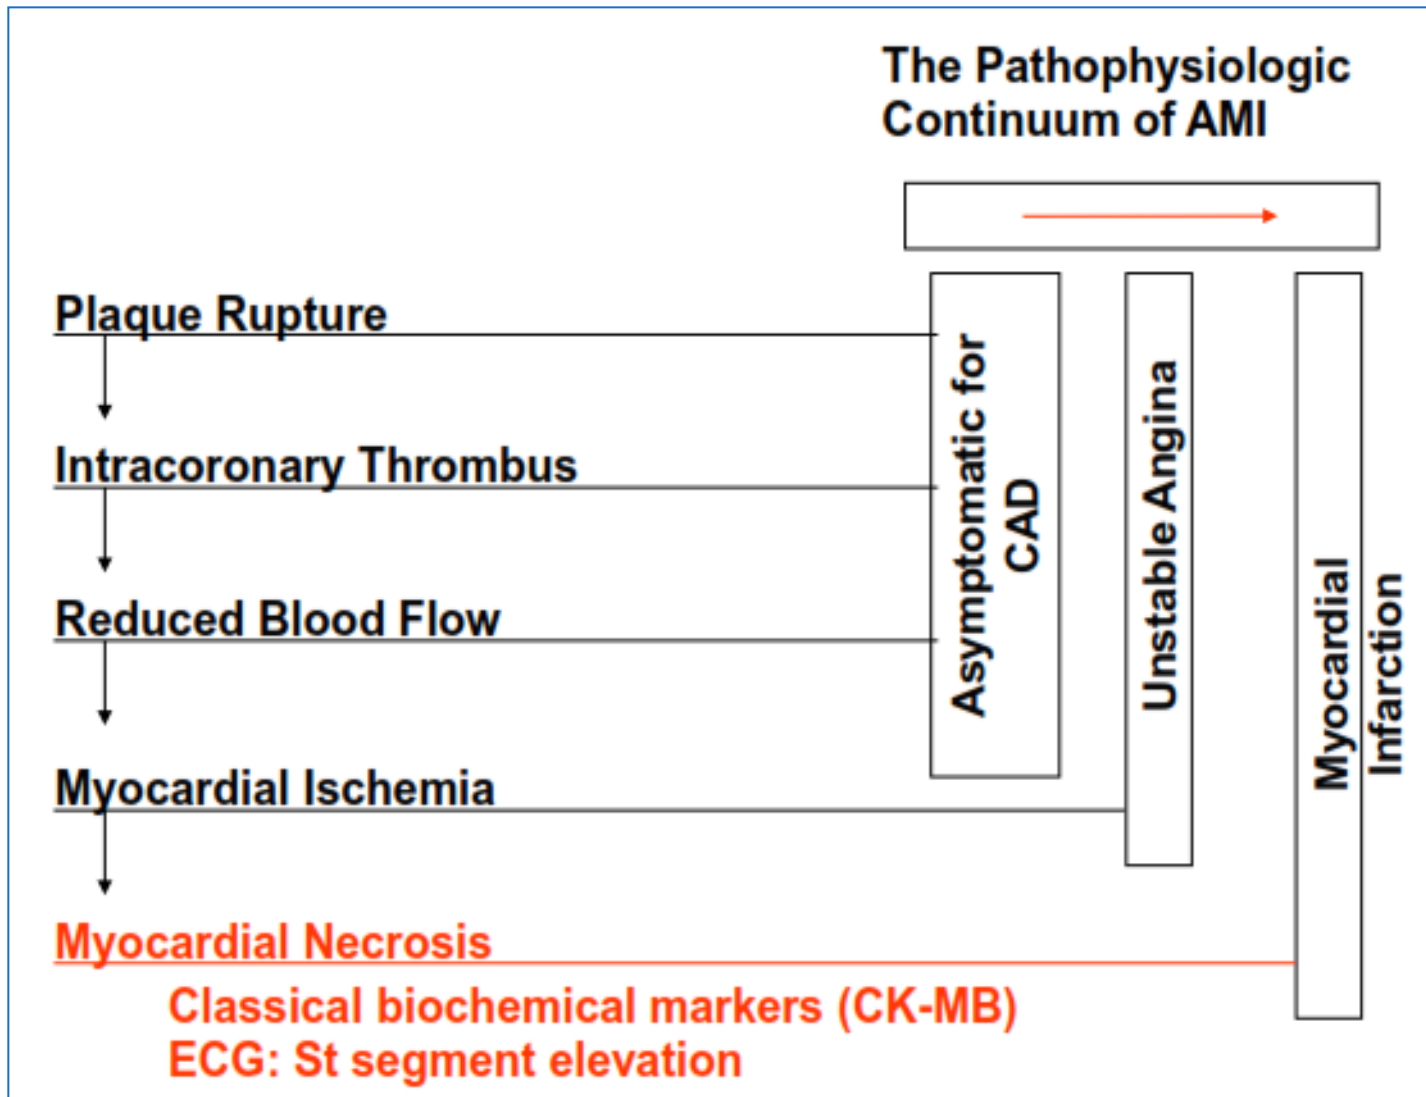 The Pathophysiologic
Continuum of AMI
Plaque Rupture
Intracoronary Thrombus
Reduced Blood Flow
Myocardial Ischemia
Myocardial Necrosis
Classical biochemical markers (CK-MB)
ECG: St segment elevation
Asymptomatic for
CAD
Unstable Angina
Myocardial
Infarction